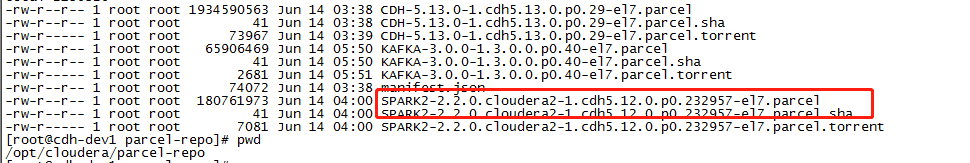 -rw-r--r-- 1 root root 1934590563 Jun 14 03:38 CDH-5.13.0-1.cdh5.13.0.p0.29-el7.parcel
-rw-r--r-- 1 root root 41 Jun 14 03:38 CDH-5.13.0-1.cdh5.13.0.p0.29-el7.parcel.sha
-rw-r--r-- 1 root root 73967 Jun 14 03:39 CDH-5.13.0-1.cdh5.13.0.p0.29-el7.parcel.torrent
-rw-r--r-- 1 root root 65906469 Jun 14 05:50 KAFKA-3.0.0-1.3.0.0.p0.40-el7.parcel
-rw-r--r-- 1 root root 41 Jun 14 05:50 KAFKA-3.0.0-1.3.0.0.p0.40-el7.parcel.sha
-rw-r--r-- 1 root root 2681 Jun 14 05:51 KAFKA-3.0.0-1.3.0.0.p0.40-el7.parcel.torrent
-rw-r--r-- 1 root root 74072 Jun 14 03:38 manifest.json
-rw-r--r-- 1 root root 180761973 Jun 14 04:00 SPARK2-2.2.0.cloudera2-1.cdh5.12.0.p0.232957-el7.parcel
-rw-r--r-- 1 root root 41 Jun 14 04:00 SPARK2-2.2.0.cloudera2-1.cdh5.12.0.p0.232957-el7.parcel.sha
-rw-r--r-- 1 root root 7081 Jun 14 04:00 SPARK2-2.2.0.cloudera2-1.cdh5.12.0.p0.232957-el7.parcel.torrent
[root@cdh-dev1 parcel-repo]# pwd
/opt/cloudera/parcel-repo
[root@cdh-dev1 parcel-repo]#